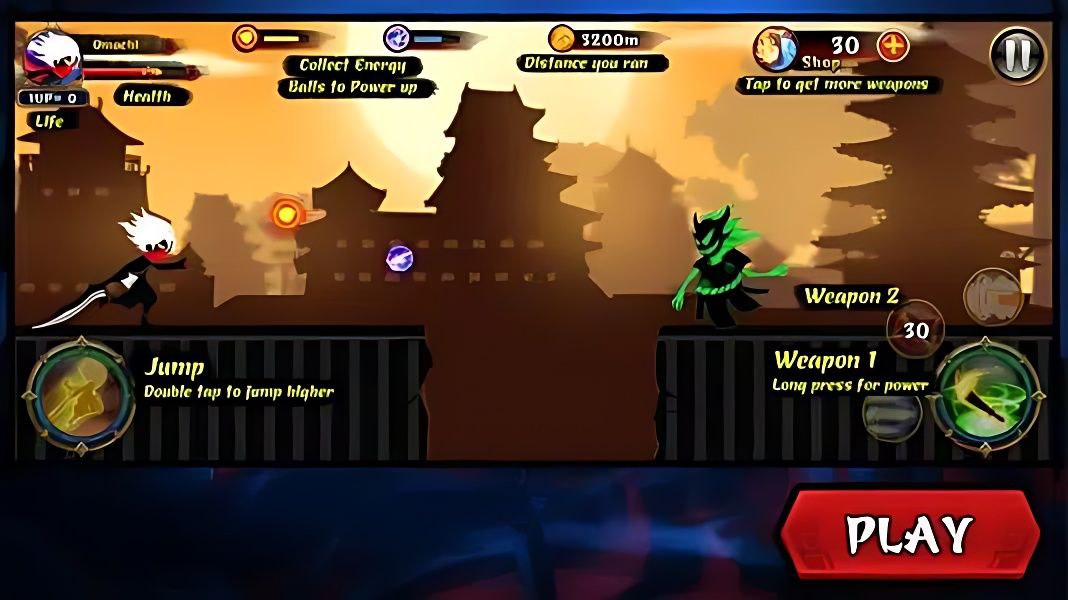 Omachi
1UP= 0
Life
Health
Collect Energy
Balls to Power up
3200m
Distance you ran
30
Shop
Tap to get more weapons
Weapon 2
30
Jump
Double tap to jump higher
Weapon 1
Long press for power
PLAY